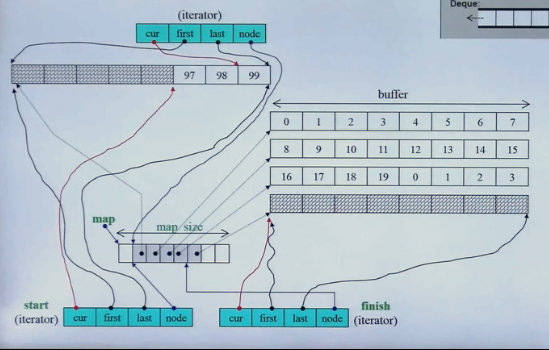 Deque:
(iterator)
cur first last node
97 98 99
buffer
0 1 2 3 4 5 6 7
8 9 10 11 12 13 14 15
16 17 18 19 0 1 2 3
map
map size
start
(iterator)
cur first last node
cur first last node
finish
(iterator)